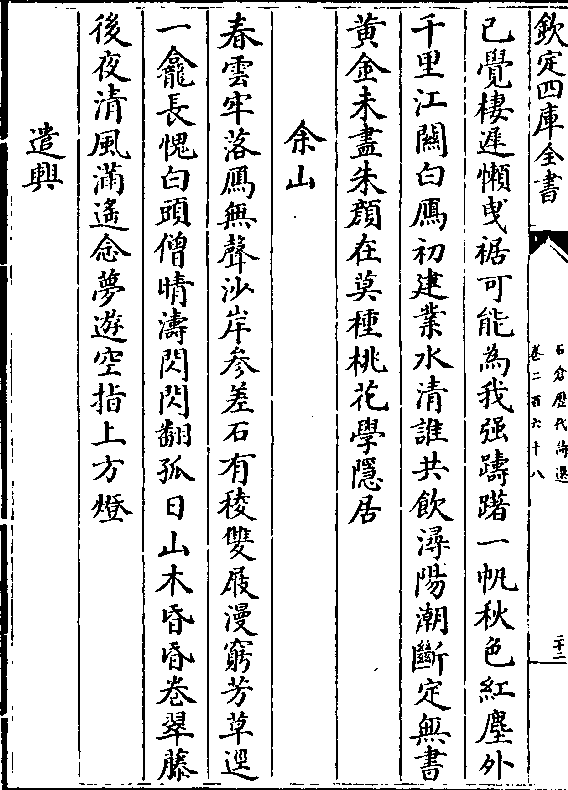 欽定四庫全書
石倉歷代詩選
卷二百六十八
二十二
已覺棲遲懶曳裾可能為我强躊躇一帆秋色紅塵外
千里江關白鴈初建業水清誰共飲潯陽潮斷定無書
黄金未盡朱顔在莫種桃花學隱居
余山
春雲牢落鴈無聲沙岸參差石有稜雙屐漫窮芳草逕
一龕長愧白頭僧晴濤閃閃翻孤日山木昏昏卷翠藤
後夜清風滿遥念夢遊空指上方燈
遣興